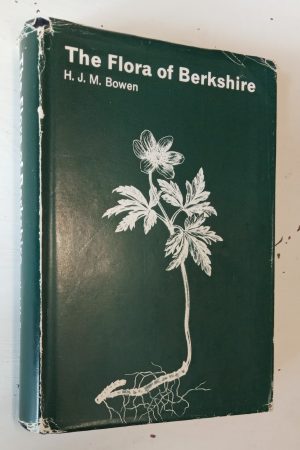 The Flora of Berkshire
H. J. M. Bowen